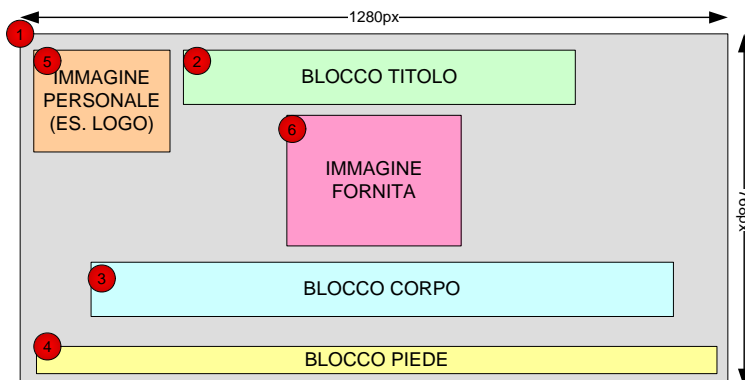 1280px
1
5
IMMAGINE
PERSONALE
(ES. LOGO)
2
BLOCCO TITOLO
6
IMMAGINE
FORNITA
768px
3
BLOCCO CORPO
4
BLOCCO PIEDE